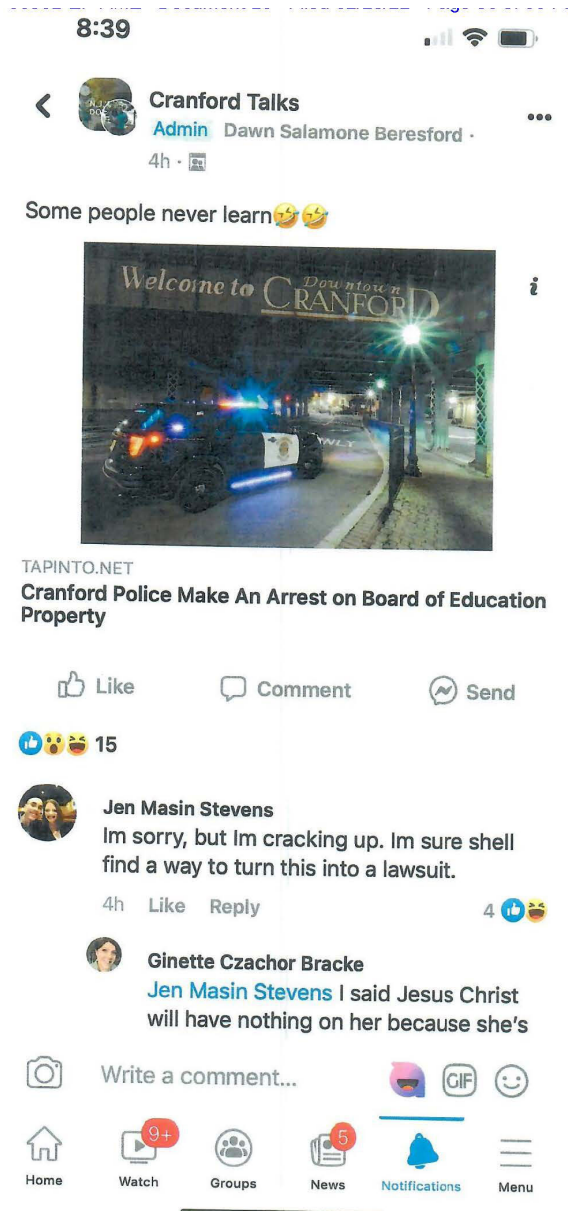 8:39
Cranford Talks
Admin Dawn Salamone Beresford ·
4h ·
Some people never learn🤣🤣
Welcome to Downtown
CRANFORD
ONLY
i
TAPINTO.NET
Cranford Police Make An Arrest on Board of Education
Property
Like Comment Send
15
Jen Masin Stevens
Im sorry, but Im cracking up. Im sure shell
find a way to turn this into a lawsuit.
4h Like Reply 4
Ginette Czachor Bracke
Jen Masin Stevens I said Jesus Christ
will have nothing on her because she's
Write a comment... GIF
9+ 5
Home Watch Groups News Notifications Menu